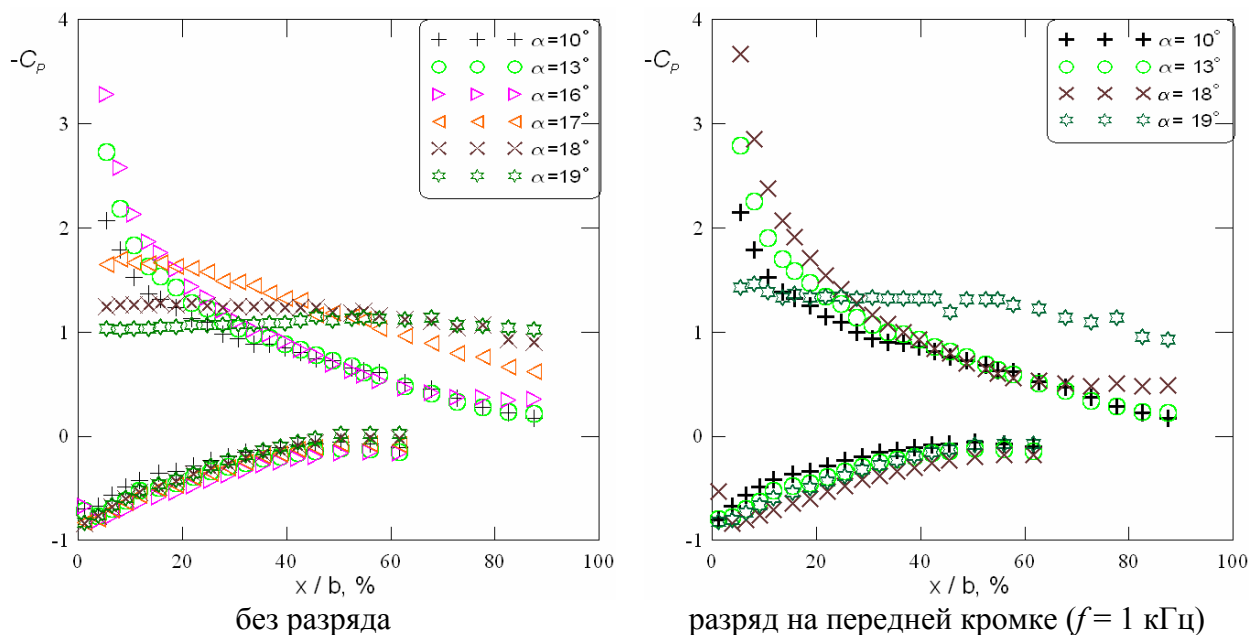 4
3
2
1
0
-1
-Cₚ
0 20 40 60 80 100
x / b, %
α=10°
α=13°
α=16°
α=17°
α=18°
α=19°
без разряда
4
3
2
1
0
-1
-Cₚ
0 20 40 60 80 100
x / b, %
α= 10°
α= 13°
α= 18°
α= 19°
разряд на передней кромке (f = 1 кГц)